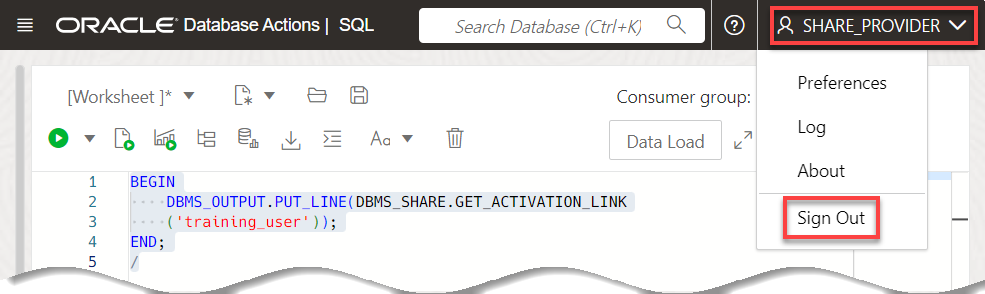 ORACLE Database Actions | SQL
Search Database (Ctrl+K)
SHARE_PROVIDER
Preferences
Log
About
Sign Out
[Worksheet ]*
Consumer group:
Aa
Data Load
1 BEGIN
2 DBMS_OUTPUT.PUT_LINE(DBMS_SHARE.GET_ACTIVATION_LINK
3 ('training_user'));
4 END;
5 /